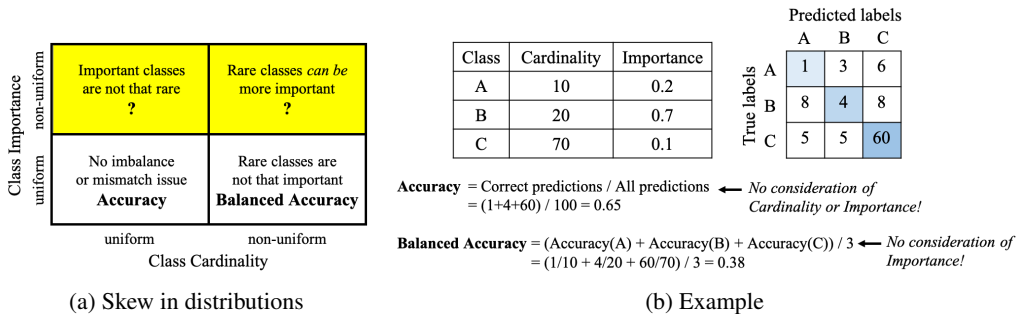 Class Importance
non-uniform
uniform
Important classes
are not that rare
?
Rare classes can be
more important
?
No imbalance
or mismatch issue
Accuracy
Rare classes are
not that important
Balanced Accuracy
uniform
non-uniform
Class Cardinality
(a) Skew in distributions
Class Cardinality Importance
A 10 0.2
B 20 0.7
C 70 0.1
Predicted labels
A B C
True labels
A 1 3 6
B 8 4 8
C 5 5 60
Accuracy = Correct predictions / All predictions
= (1+4+60) / 100 = 0.65
No consideration of
Cardinality or Importance!
Balanced Accuracy = (Accuracy(A) + Accuracy(B) + Accuracy(C)) / 3
= (1/10 + 4/20 + 60/70) / 3 = 0.38
No consideration of
Importance!
(b) Example